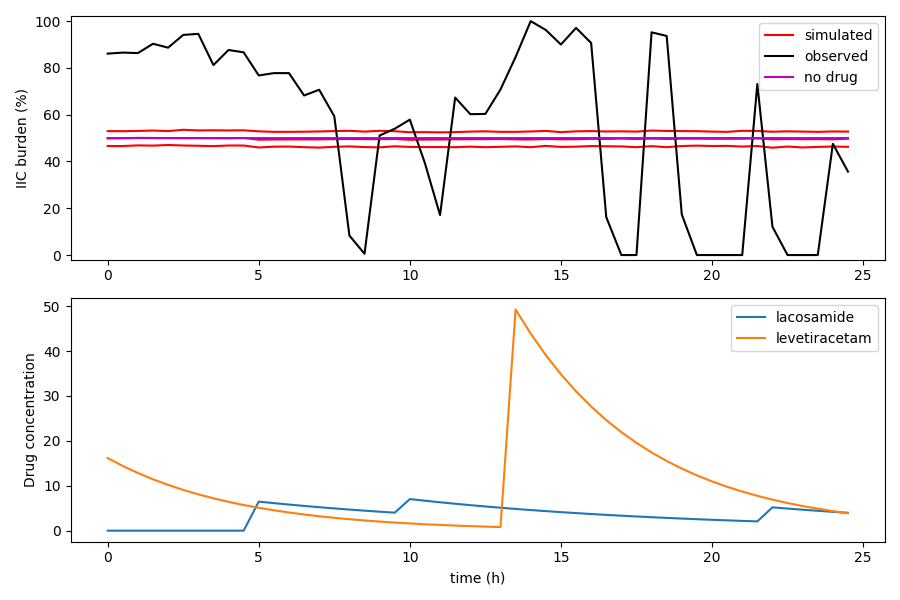 100
80
60
40
20
0
IIC burden (%)
simulated
observed
no drug
0 5 10 15 20 25
50
40
30
20
10
0
Drug concentration
lacosamide
levetiracetam
0 5 10 15 20 25
time (h)